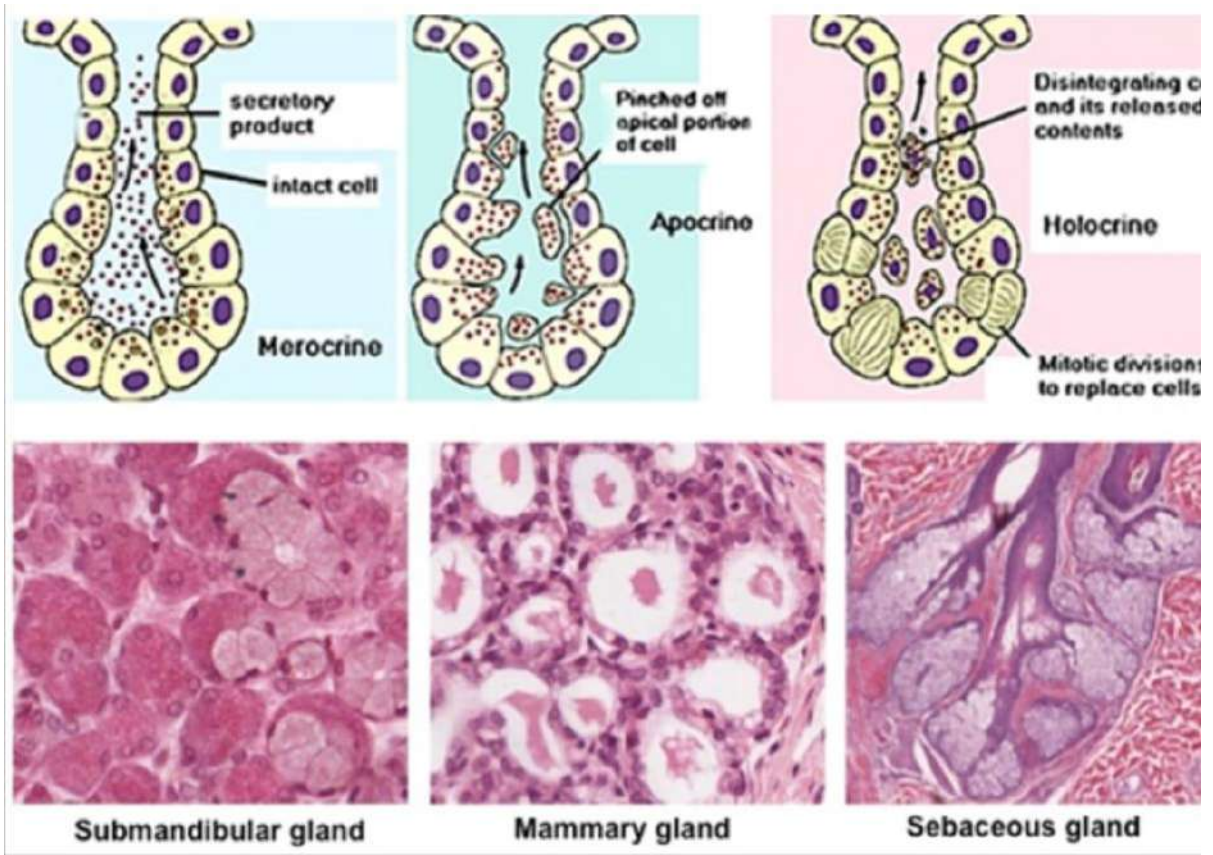 secretory
product
intact cell
Merocrine
Pinched off
apical portion
of cell
Apocrine
Disintegrating c
and its released
contents
Holocrine
Mitotic divisions
to replace cells
Submandibular gland
Mammary gland
Sebaceous gland